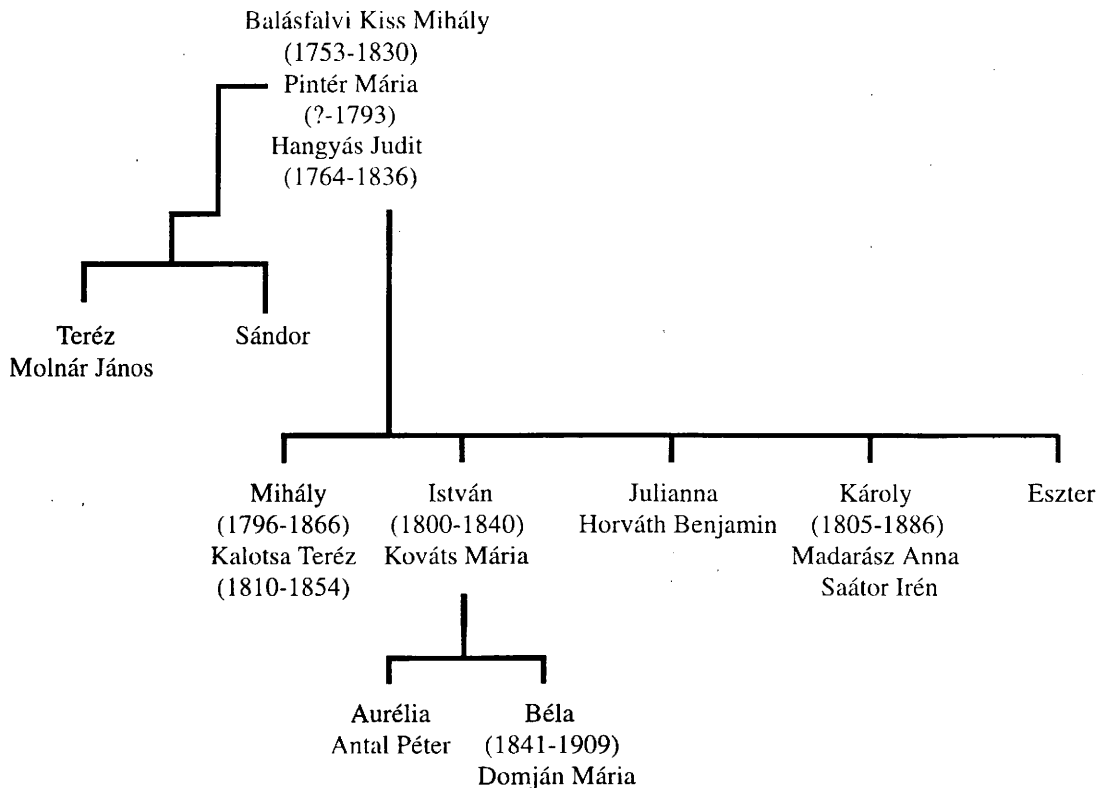 Balásfalvi Kiss Mihály
(1753-1830)
Pintér Mária
(?-1793)
Hangyás Judit
(1764-1836)
Teréz
Molnár János
Sándor
Mihály
(1796-1866)
Kalotsa Teréz
(1810-1854)
István
(1800-1840)
Kováts Mária
Julianna
Horváth Benjamin
Károly
(1805-1886)
Madarász Anna
Saátor Irén
Eszter
Aurélia
Antal Péter
Béla
(1841-1909)
Domján Mária